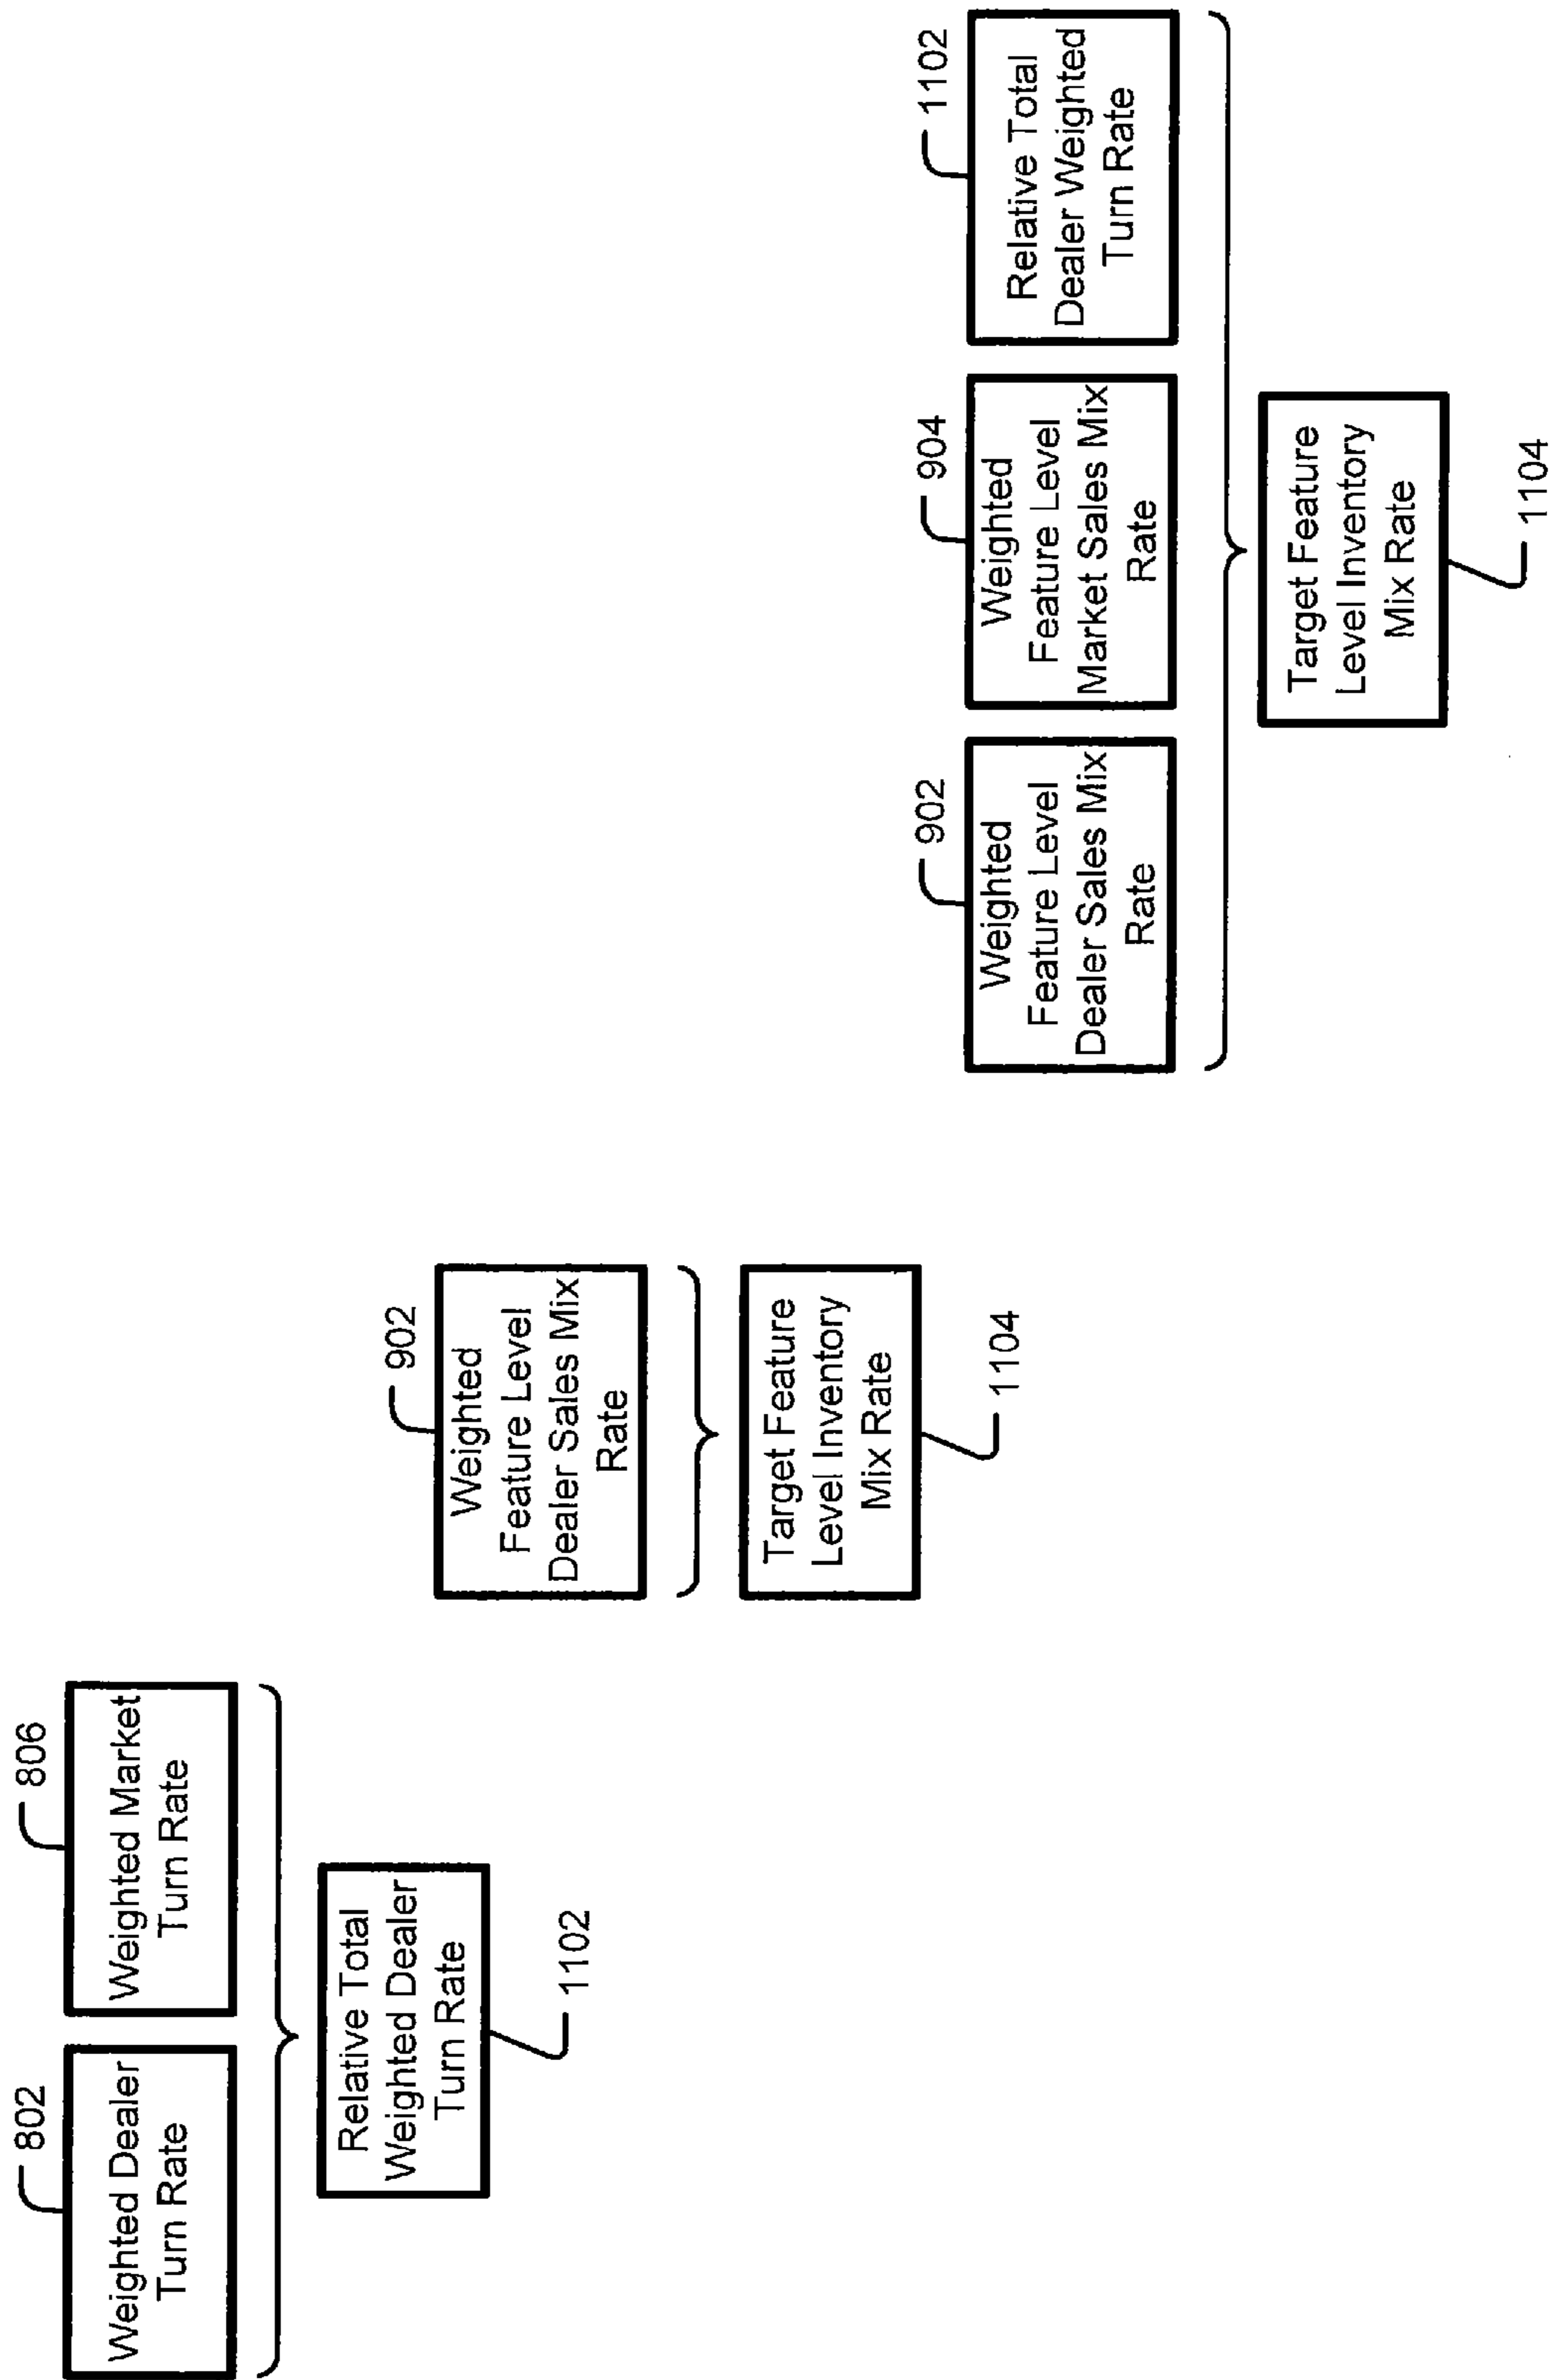 802
806
Weighted Dealer
Turn Rate
Weighted Market
Turn Rate
Relative Total
Weighted Dealer
Turn Rate
1102
902
Weighted
Feature Level
Dealer Sales Mix
Rate
Target Feature
Level Inventory
Mix Rate
1104
902
904
1102
Weighted
Feature Level
Dealer Sales Mix
Rate
Weighted
Feature Level
Market Sales Mix
Rate
Relative Total
Dealer Weighted
Turn Rate
Target Feature
Level Inventory
Mix Rate
1104